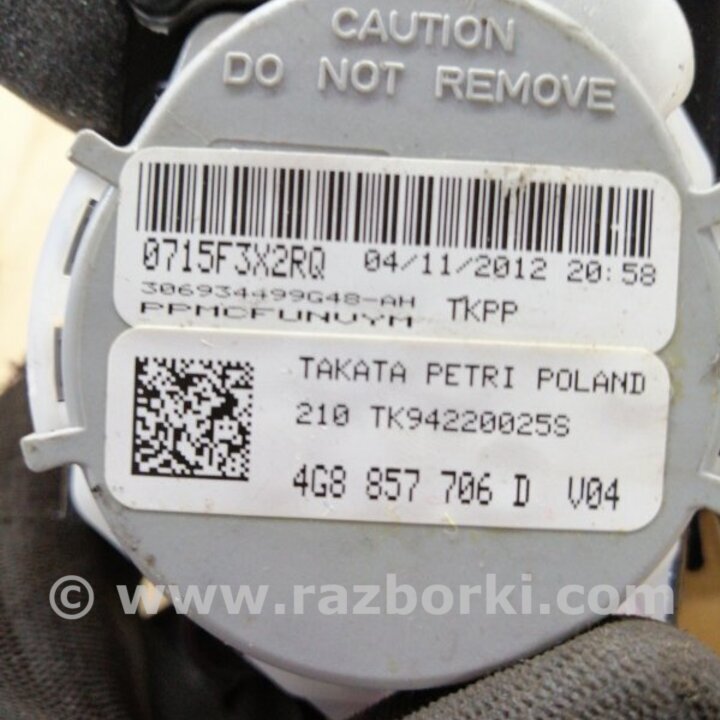 CAUTION
DO NOT REMOVE
0715F3X2RQ 04/11/2012 20:58
306934499G48-AH TKPP
PPMCFUNUYM
TAKATA PETRI POLAND
210 TK94220025S
4G8 857 706 D V04
© www.razborki.com